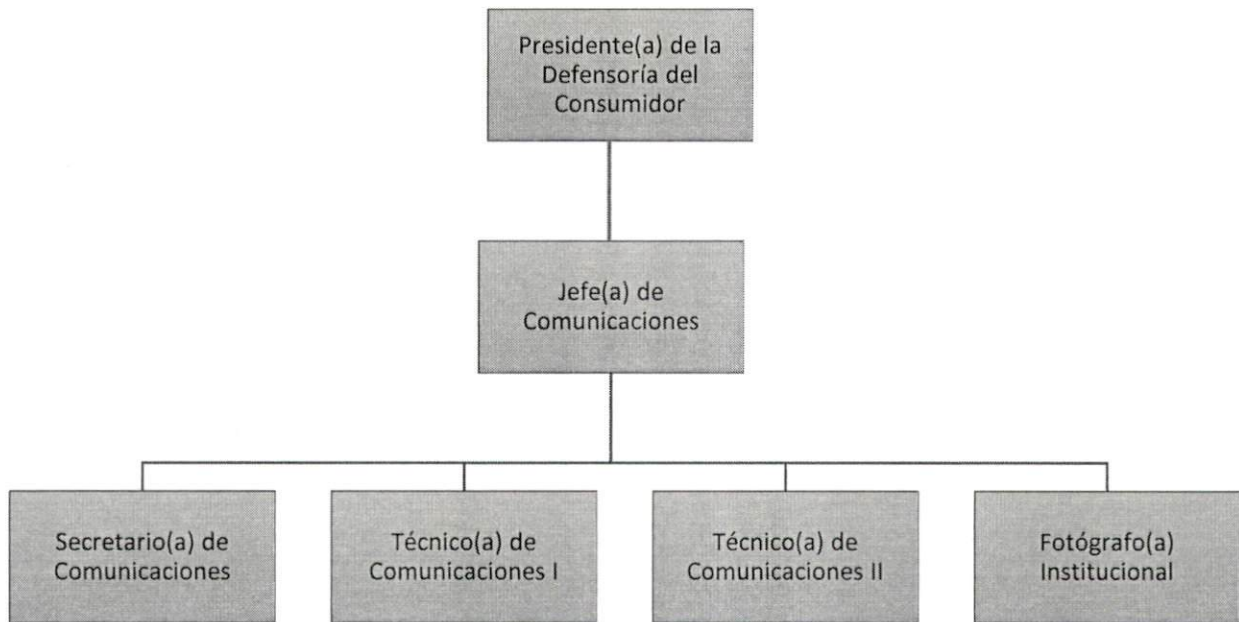 Presidente(a) de la
Defensoría del
Consumidor
Jefe(a) de
Comunicaciones
Secretario(a) de
Comunicaciones
Técnico(a) de
Comunicaciones I
Técnico(a) de
Comunicaciones II
Fotógrafo(a)
Institucional